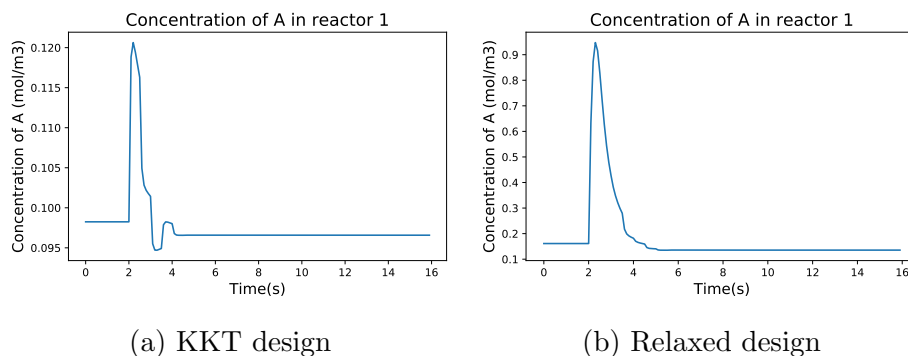 Concentration of A in reactor 1
Concentration of A (mol/m3)
0.120
0.115
0.110
0.105
0.100
0.095
0 2 4 6 8 10 12 14 16
Time(s)
(a) KKT design
Concentration of A in reactor 1
Concentration of A (mol/m3)
0.9
0.8
0.7
0.6
0.5
0.4
0.3
0.2
0.1
0 2 4 6 8 10 12 14 16
Time(s)
(b) Relaxed design